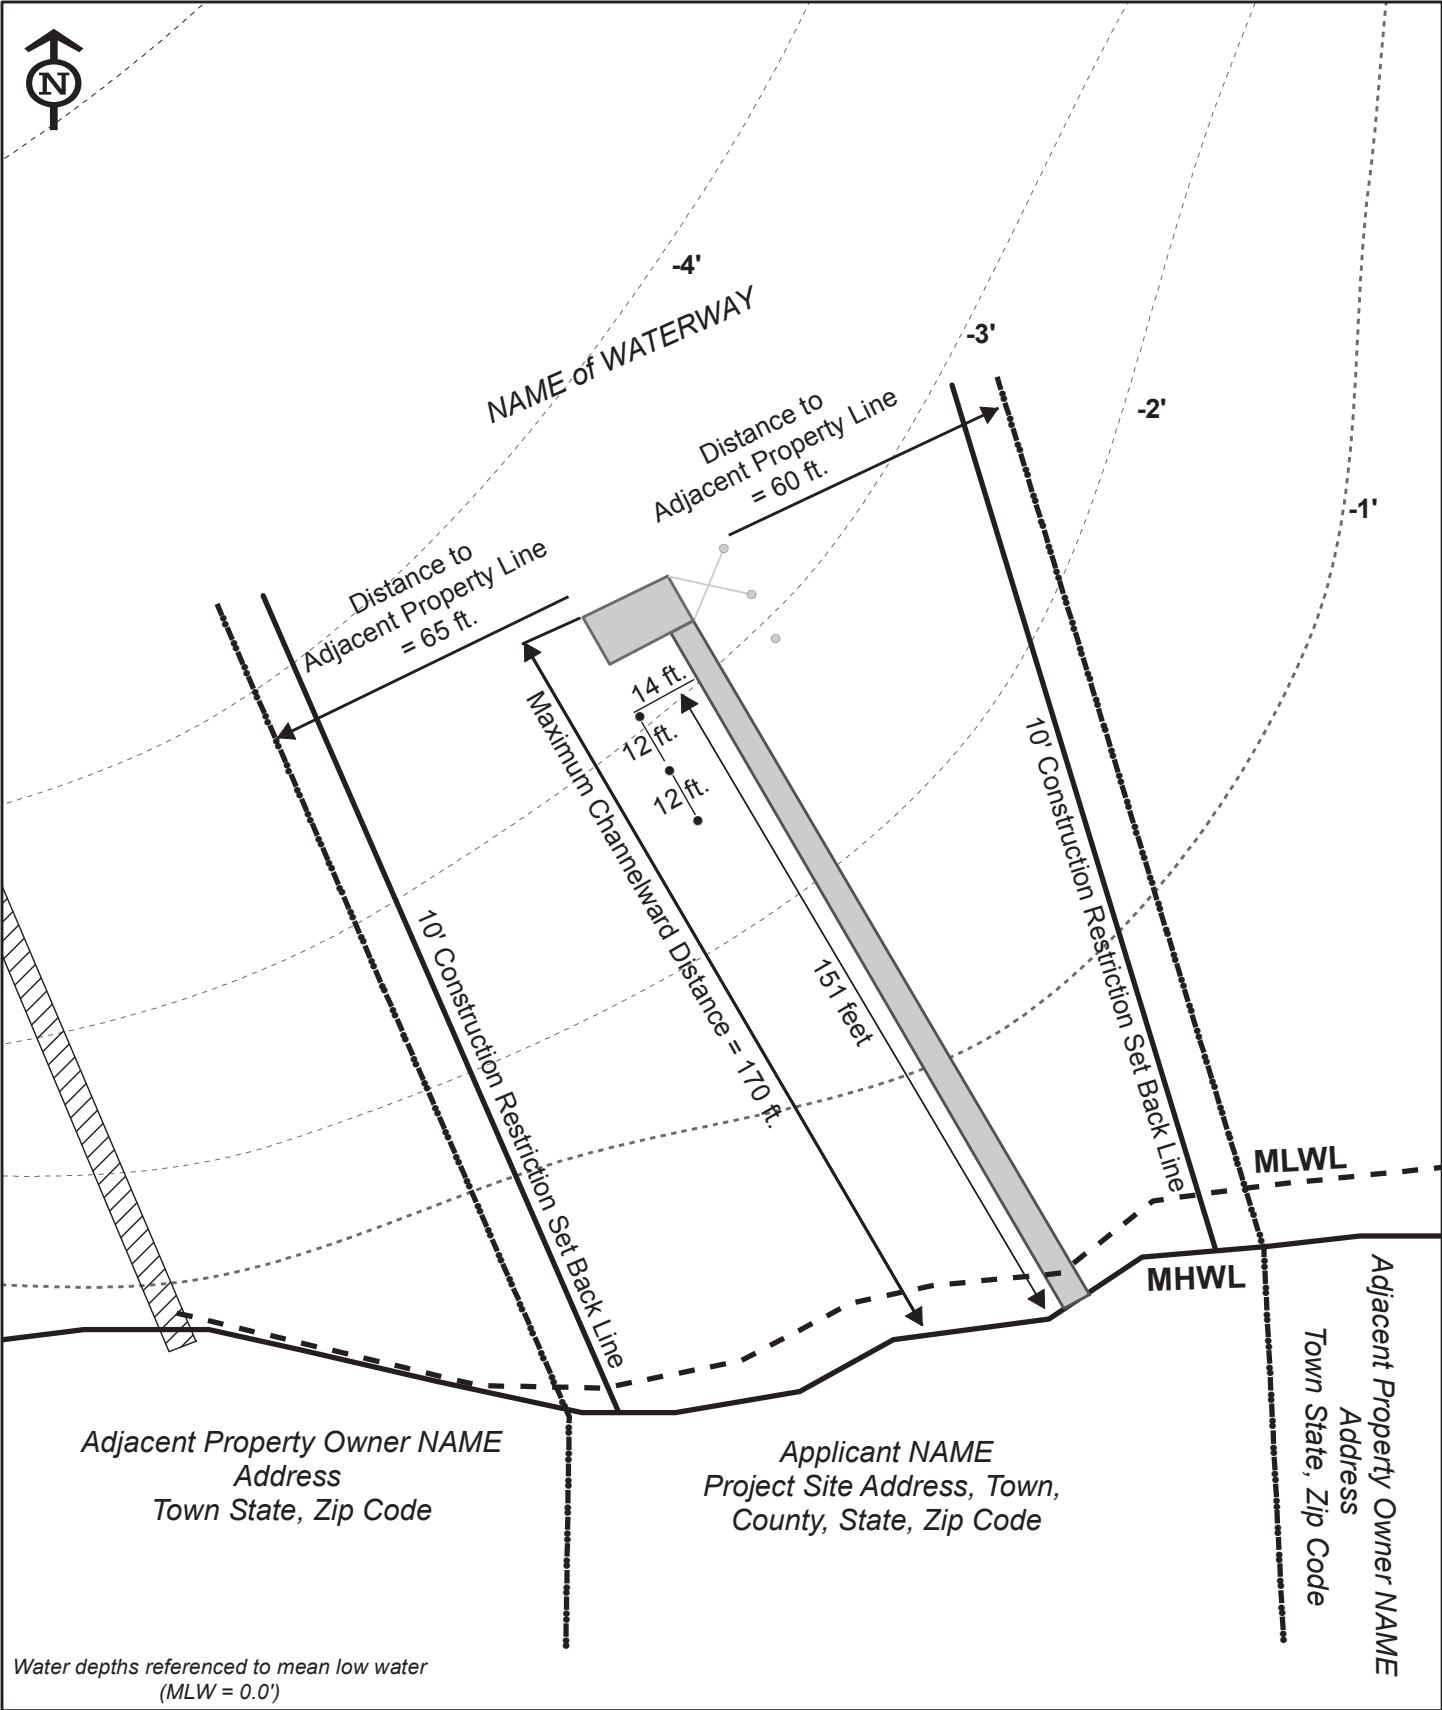 N
-4'
NAME of WATERWAY
-3'
-2'
-1'
Distance to
Adjacent Property Line
= 60 ft.
Distance to
Adjacent Property Line
= 65 ft.
14 ft.
12 ft.
12 ft.
Maximum Channelward Distance = 170 ft.
151 feet
10' Construction Restriction Set Back Line
10' Construction Restriction Set Back Line
MLWL
MHWL
Adjacent Property Owner NAME
Address
Town State, Zip Code
Applicant NAME
Project Site Address, Town,
County, State, Zip Code
Adjacent Property Owner NAME
Address
Town State, Zip Code
Water depths referenced to mean low water
(MLW = 0.0')